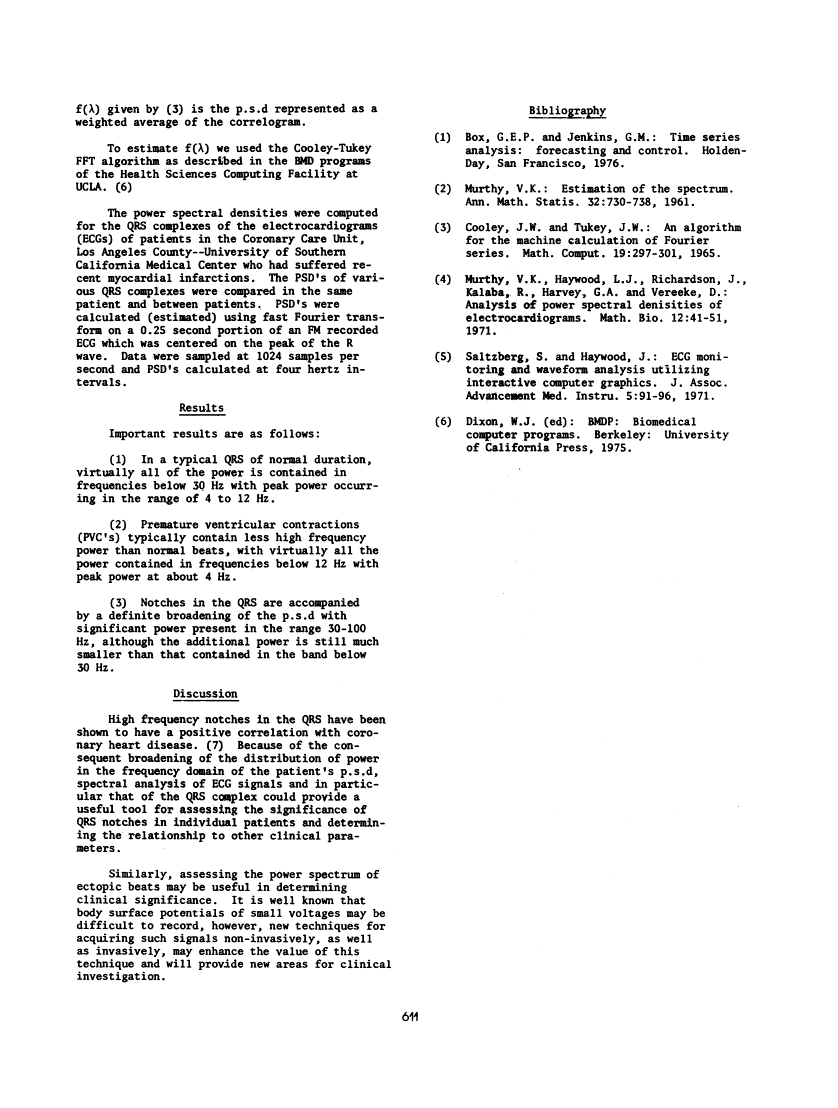 f(λ) given by (3) is the p.s.d represented as a
weighted average of the correlogram.
To estimate f(λ) we used the Cooley-Tukey
FFT algorithm as described in the BMD programs
of the Health Sciences Computing Facility at
UCLA. (6)
The power spectral densities were computed
for the QRS complexes of the electrocardiograms
(ECGs) of patients in the Coronary Care Unit,
Los Angeles County--University of Southern
California Medical Center who had suffered re-
cent myocardial infarctions. The PSD's of vari-
ous QRS complexes were compared in the same
patient and between patients. PSD's were
calculated (estimated) using fast Fourier trans-
form on a 0.25 second portion of an FM recorded
ECG which was centered on the peak of the R
wave. Data were sampled at 1024 samples per
second and PSD's calculated at four hertz in-
tervals.
Results
Important results are as follows:
(1) In a typical QRS of normal duration,
virtually all of the power is contained in
frequencies below 30 Hz with peak power occurr-
ing in the range of 4 to 12 Hz.
(2) Premature ventricular contractions
(PVC's) typically contain less high frequency
power than normal beats, with virtually all the
power contained in frequencies below 12 Hz with
peak power at about 4 Hz.
(3) Notches in the QRS are accompanied
by a definite broadening of the p.s.d with
significant power present in the range 30-100
Hz, although the additional power is still much
smaller than that contained in the band below
30 Hz.
Discussion
High frequency notches in the QRS have been
shown to have a positive correlation with coro-
nary heart disease. (7) Because of the con-
sequent broadening of the distribution of power
in the frequency domain of the patient's p.s.d,
spectral analysis of ECG signals and in partic-
ular that of the QRS complex could provide a
useful tool for assessing the significance of
QRS notches in individual patients and determin-
ing the relationship to other clinical para-
meters.
Similarly, assessing the power spectrum of
ectopic beats may be useful in determining
clinical significance. It is well known that
body surface potentials of small voltages may be
difficult to record, however, new techniques for
acquiring such signals non-invasively, as well
as invasively, may enhance the value of this
technique and will provide new areas for clinical
investigation.
Bibliography
(1) Box, G.E.P. and Jenkins, G.M.: Time series
analysis: forecasting and control. Holden-
Day, San Francisco, 1976.
(2) Murthy, V.K.: Estimation of the spectrum.
Ann. Math. Statis. 32:730-738, 1961.
(3) Cooley, J.W. and Tukey, J.W.: An algorithm
for the machine calculation of Fourier
series. Math. Comput. 19:297-301, 1965.
(4) Murthy, V.K., Haywood, L.J., Richardson, J.,
Kalaba, R., Harvey, G.A. and Vereeke, D.:
Analysis of power spectral denisities of
electrocardiograms. Math. Bio. 12:41-51,
1971.
(5) Saltzberg, S. and Haywood, J.: ECG moni-
toring and waveform analysis utilizing
interactive computer graphics. J. Assoc.
Advancement Med. Instru. 5:91-96, 1971.
(6) Dixon, W.J. (ed): BMDP: Biomedical
computer programs. Berkeley: University
of California Press, 1975.
611